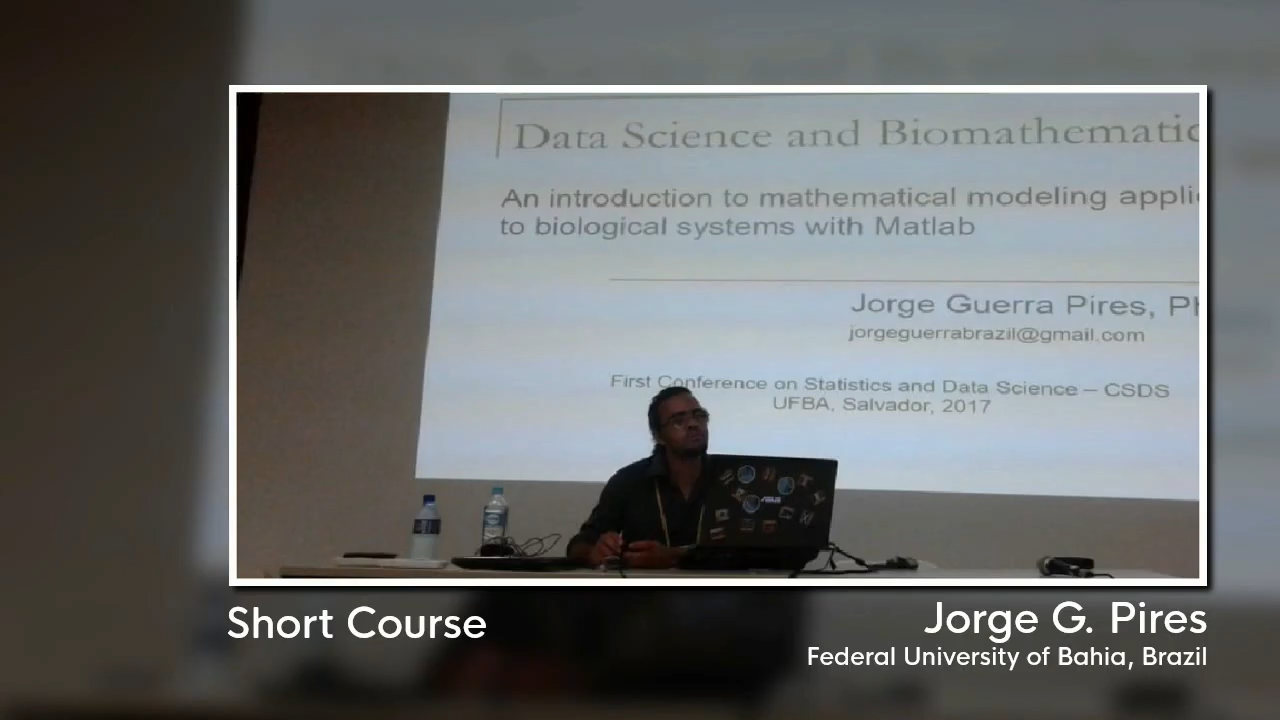 Data Science and Biomathematic
An introduction to mathematical modeling appli
to biological systems with Matlab
Jorge Guerra Pires, Ph
jorgeguerrabrazil@gmail.com
First Conference on Statistics and Data Science – CSDS
UFBA, Salvador, 2017
Short Course
Jorge G. Pires
Federal University of Bahia, Brazil